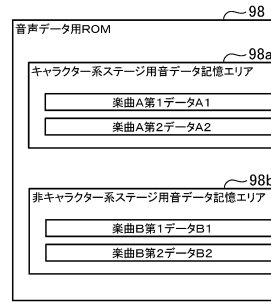 98
音声データ用ROM
98a
キャラクター系ステージ用音データ記憶エリア
楽曲A第1データA1
楽曲A第2データA2
98b
非キャラクター系ステージ用音データ記憶エリア
楽曲B第1データB1
楽曲B第2データB2